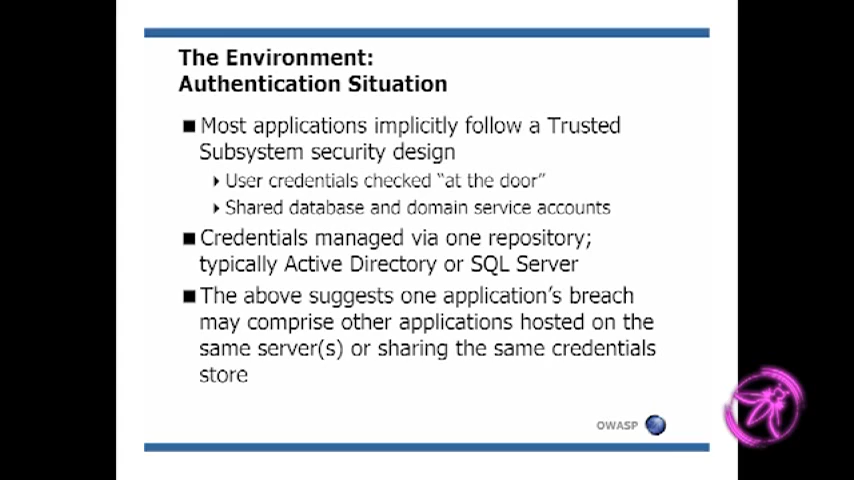 The Environment:
Authentication Situation
■ Most applications implicitly follow a Trusted
Subsystem security design
User credentials checked "at the door"
Shared database and domain service accounts
■ Credentials managed via one repository;
typically Active Directory or SQL Server
■ The above suggests one application's breach
may comprise other applications hosted on the
same server(s) or sharing the same credentials
store
OWASP